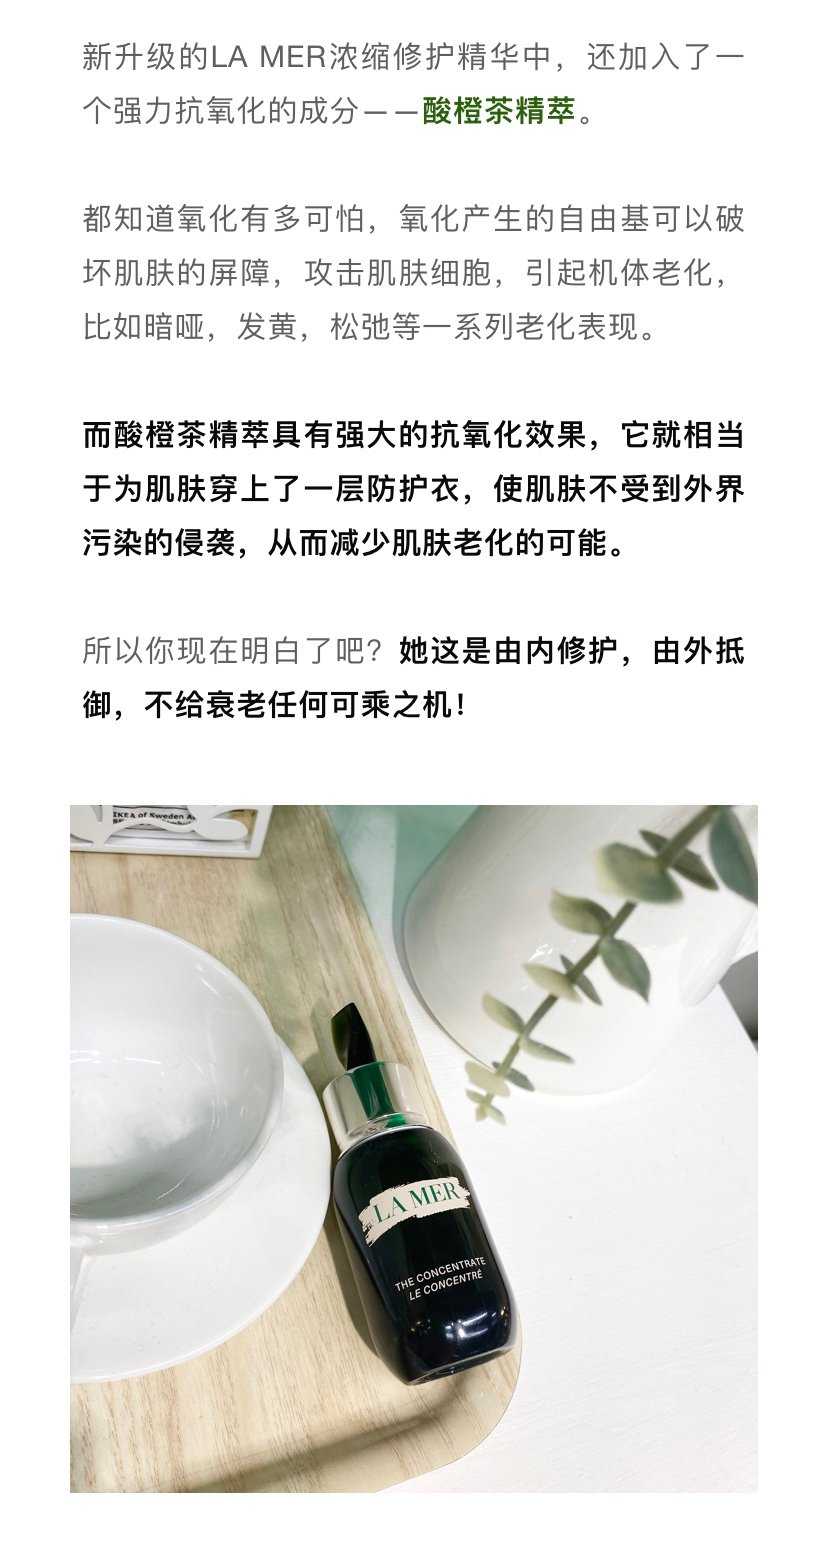 新升级的LA MER浓缩修护精华中，还加入了一
个强力抗氧化的成分——酸橙茶精萃。
都知道氧化有多可怕，氧化产生的自由基可以破
坏肌肤的屏障，攻击肌肤细胞，引起机体老化，
比如暗哑，发黄，松弛等一系列老化表现。
而酸橙茶精萃具有强大的抗氧化效果，它就相当
于为肌肤穿上了一层防护衣，使肌肤不受到外界
污染的侵袭，从而减少肌肤老化的可能。
所以你现在明白了吧？她这是由内修护，由外抵
御，不给衰老任何可乘之机！
IKEA of Sweden
LA MER
THE CONCENTRATE
LE CONCENTRÉ